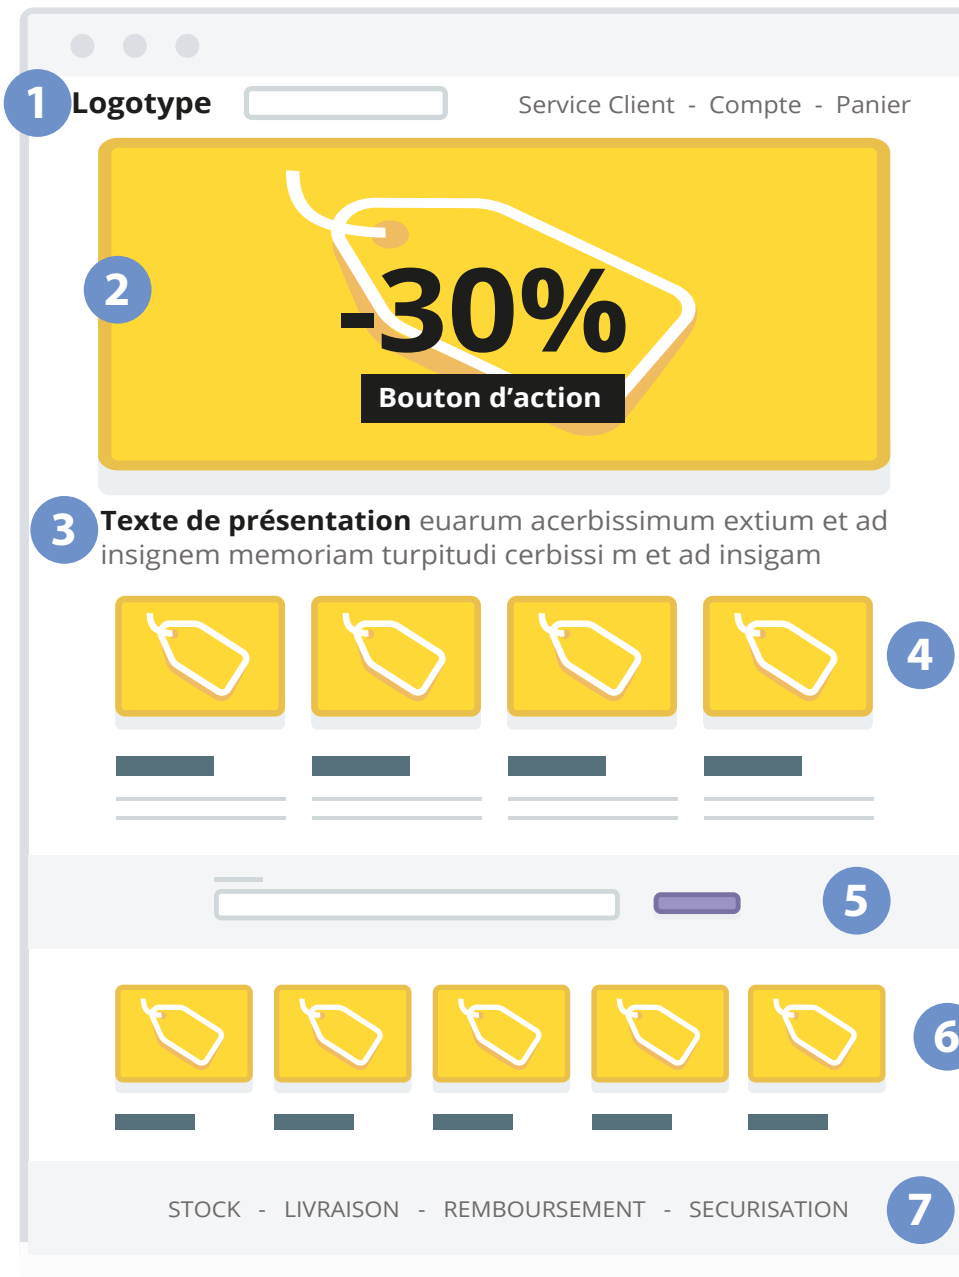 1 Logotype Service Client - Compte - Panier
2
-30%
Bouton d’action
3 Texte de présentation euarum acerbissimum extium et ad
insignem memoriam turpitudi cerbissi m et ad insigam
4
5
6
STOCK - LIVRAISON - REMBOURSEMENT - SECURISATION 7